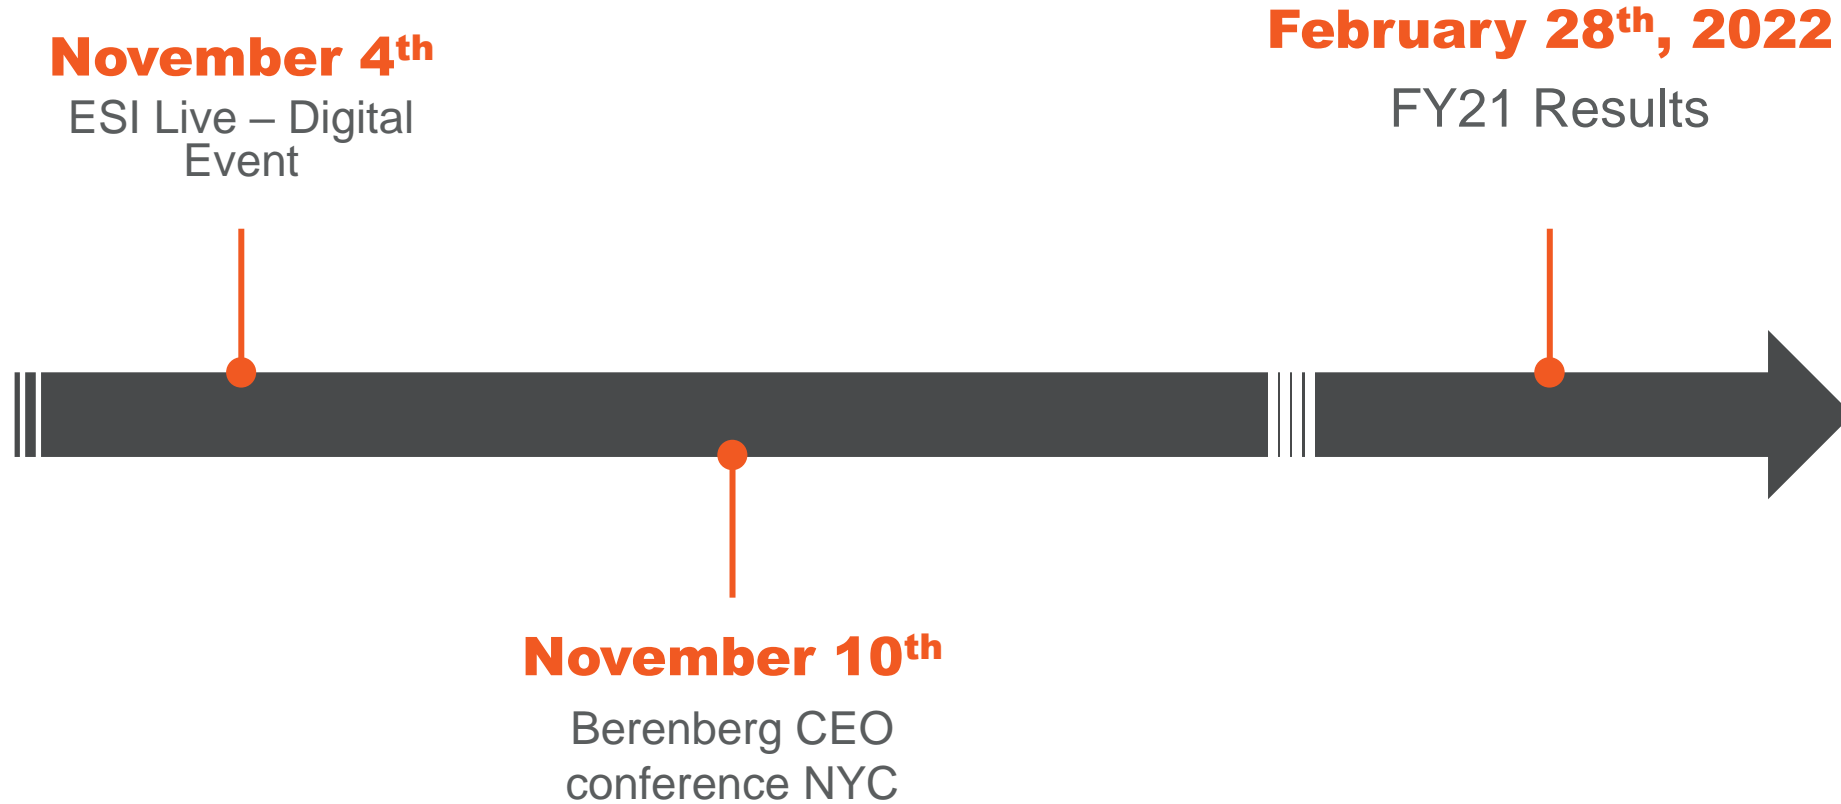 November 4th
ESI Live – Digital
Event
November 10th
Berenberg CEO
conference NYC
February 28th, 2022
FY21 Results